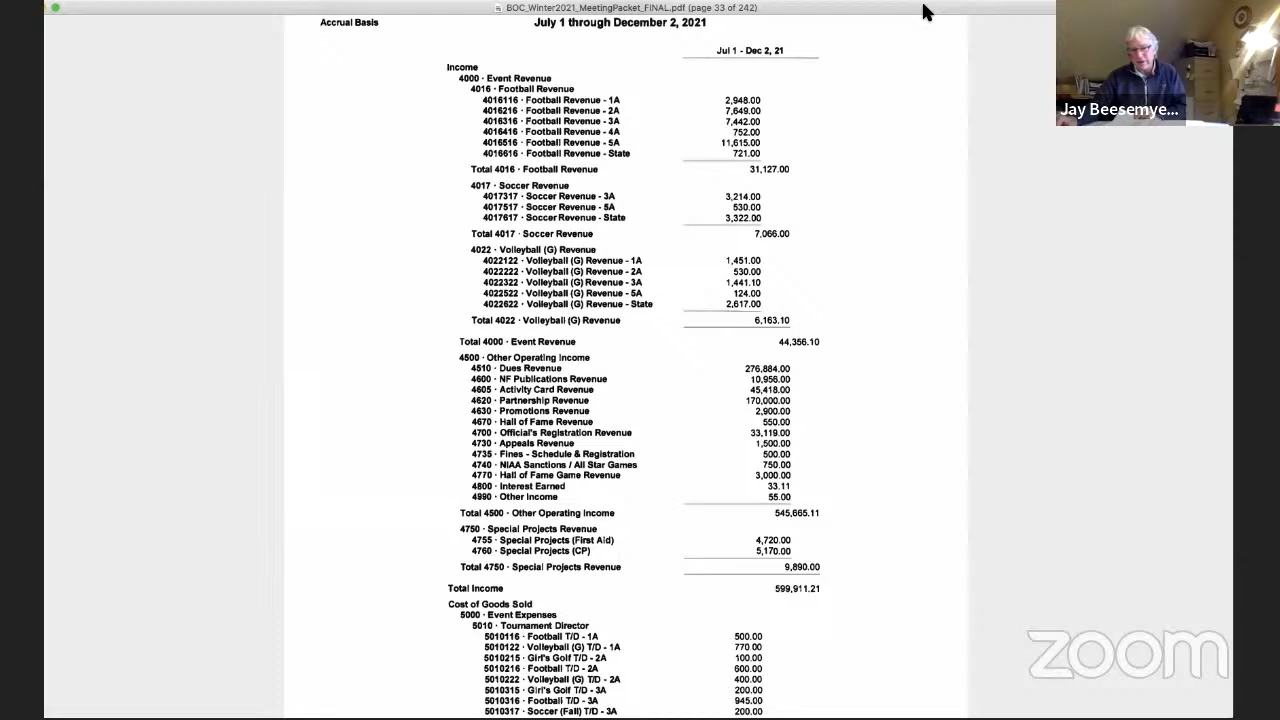 BOC_Winter2021_MeetingPacket_FINAL.pdf (page 33 of 242)
Accrual Basis July 1 through December 2, 2021
Jul 1 - Dec 2, 21
Income
4000 · Event Revenue
4016 · Football Revenue
4016116 · Football Revenue - 1A 2,948.00
4016216 · Football Revenue - 2A 7,649.00
4016316 · Football Revenue - 3A 7,442.00
4016416 · Football Revenue - 4A 752.00
4016516 · Football Revenue - 5A 11,615.00
4016616 · Football Revenue - State 721.00
Total 4016 · Football Revenue 31,127.00
4017 · Soccer Revenue
4017317 · Soccer Revenue - 3A 3,214.00
4017517 · Soccer Revenue - 5A 530.00
4017617 · Soccer Revenue - State 3,322.00
Total 4017 · Soccer Revenue 7,066.00
4022 · Volleyball (G) Revenue
4022122 · Volleyball (G) Revenue - 1A 1,451.00
4022222 · Volleyball (G) Revenue - 2A 530.00
4022322 · Volleyball (G) Revenue - 3A 1,441.10
4022522 · Volleyball (G) Revenue - 5A 124.00
4022622 · Volleyball (G) Revenue - State 2,617.00
Total 4022 · Volleyball (G) Revenue 6,163.10
Total 4000 · Event Revenue 44,356.10
4500 · Other Operating Income
4510 · Dues Revenue 276,884.00
4600 · NF Publications Revenue 10,956.00
4605 · Activity Card Revenue 45,418.00
4620 · Partnership Revenue 170,000.00
4630 · Promotions Revenue 2,900.00
4670 · Hall of Fame Revenue 550.00
4700 · Official's Registration Revenue 33,119.00
4730 · Appeals Revenue 1,500.00
4735 · Fines - Schedule & Registration 500.00
4740 · NIAA Sanctions / All Star Games 750.00
4770 · Hall of Fame Game Revenue 3,000.00
4800 · Interest Earned 33.11
4990 · Other Income 55.00
Total 4500 · Other Operating Income 545,665.11
4750 · Special Projects Revenue
4755 · Special Projects (First Aid) 4,720.00
4760 · Special Projects (CP) 5,170.00
Total 4750 · Special Projects Revenue 9,890.00
Total Income 599,911.21
Cost of Goods Sold
5000 · Event Expenses
5010 · Tournament Director
5010116 · Football T/D - 1A 500.00
5010122 · Volleyball (G) T/D - 1A 770.00
5010215 · Girl's Golf T/D - 2A 100.00
5010216 · Football T/D - 2A 600.00
5010222 · Volleyball (G) T/D - 2A 400.00
5010315 · Girl's Golf T/D - 3A 200.00
5010316 · Football T/D - 3A 945.00
5010317 · Soccer (Fall) T/D - 3A 200.00
Jay Beesemye...
zoom